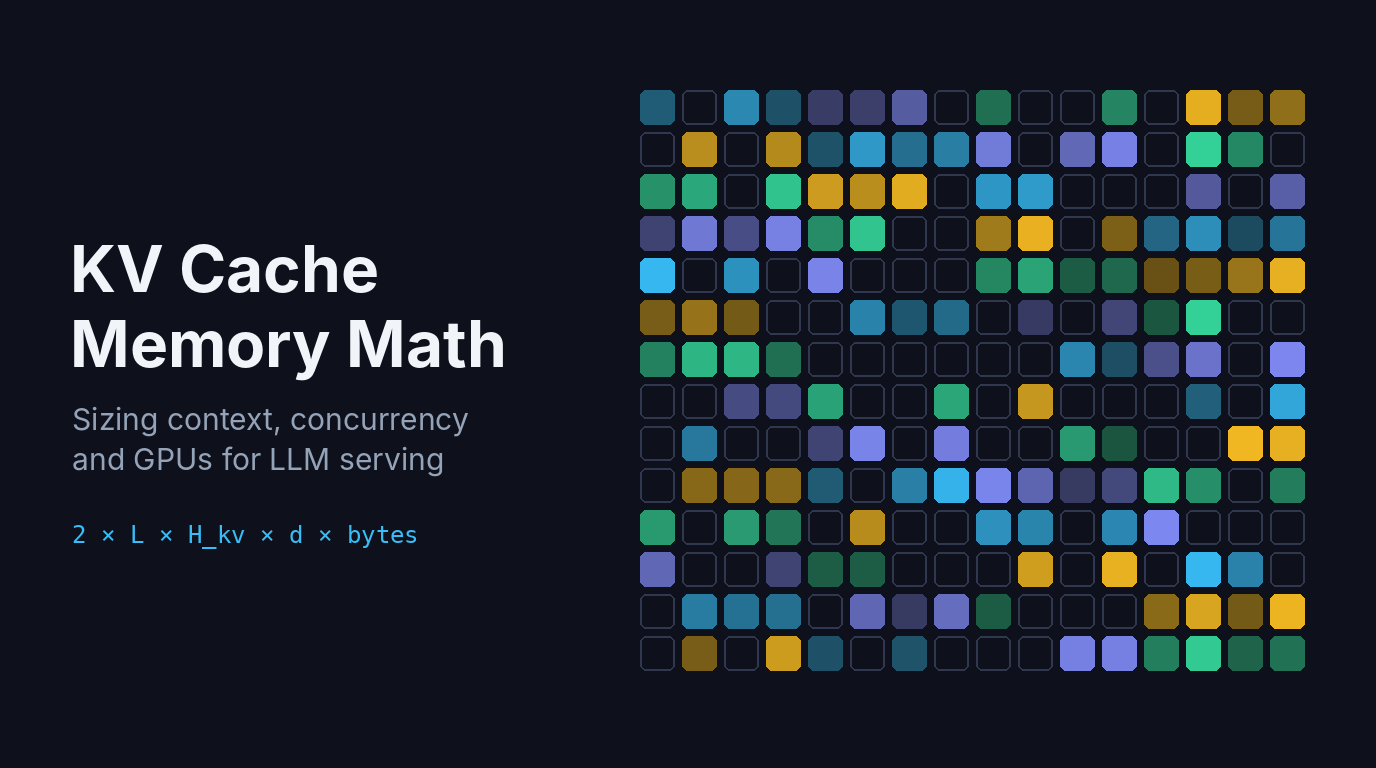 KV Cache
Memory Math
Sizing context, concurrency
and GPUs for LLM serving
2 × L × H_kv × d × bytes